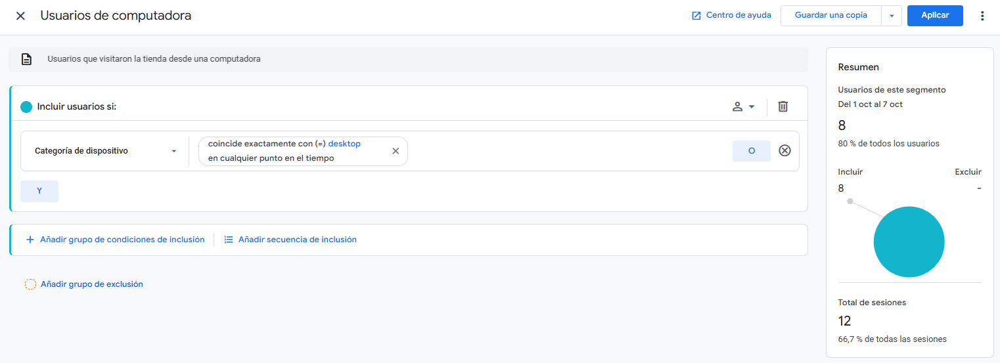 Usuarios de computadora
Centro de ayuda
Guardar una copia
Aplicar
Usuarios que visitaron la tienda desde una computadora
Incluir usuarios si:
Categoría de dispositivo
coincide exactamente con (=) desktop
en cualquier punto en el tiempo
O
Y
Añadir grupo de condiciones de inclusión
Añadir secuencia de inclusión
Añadir grupo de exclusión
Resumen
Usuarios de este segmento
Del 1 oct al 7 oct
8
80 % de todos los usuarios
Incluir
Excluir
8
-
Total de sesiones
12
66,7 % de todas las sesiones